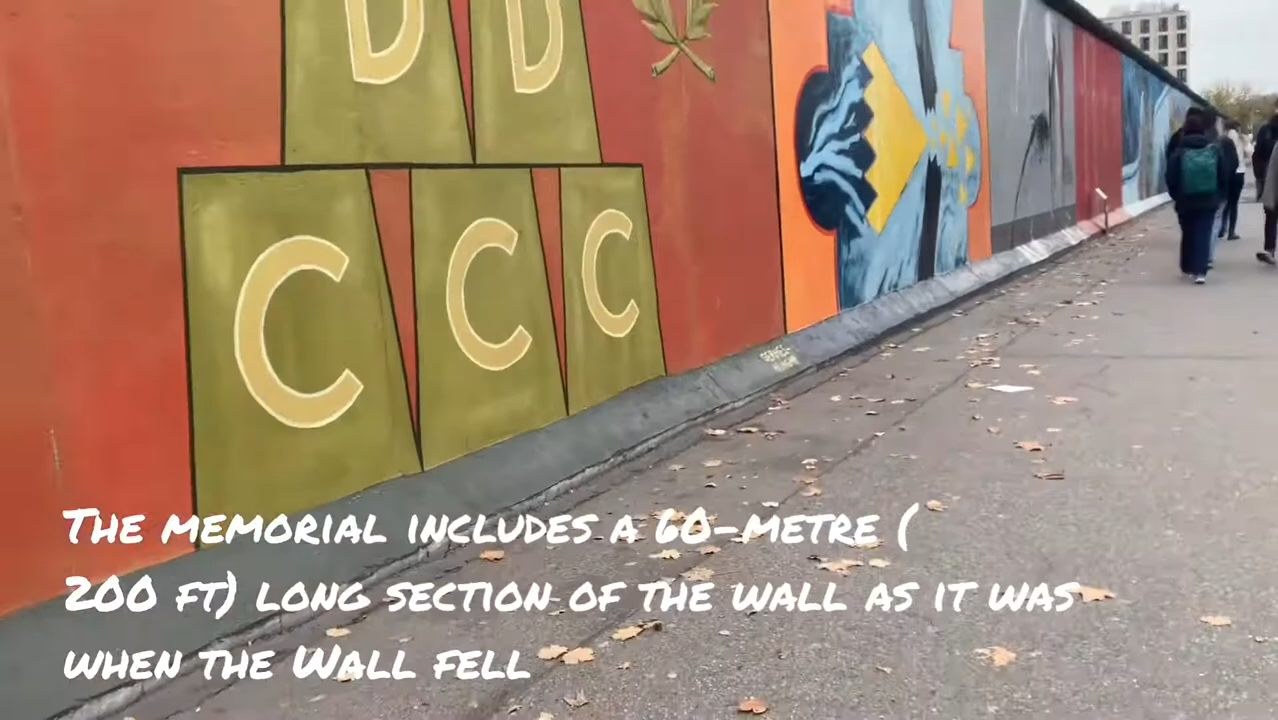 D D
C C C
The memorial includes a 60-metre (
200 ft) long section of the wall as it was
when the Wall fell